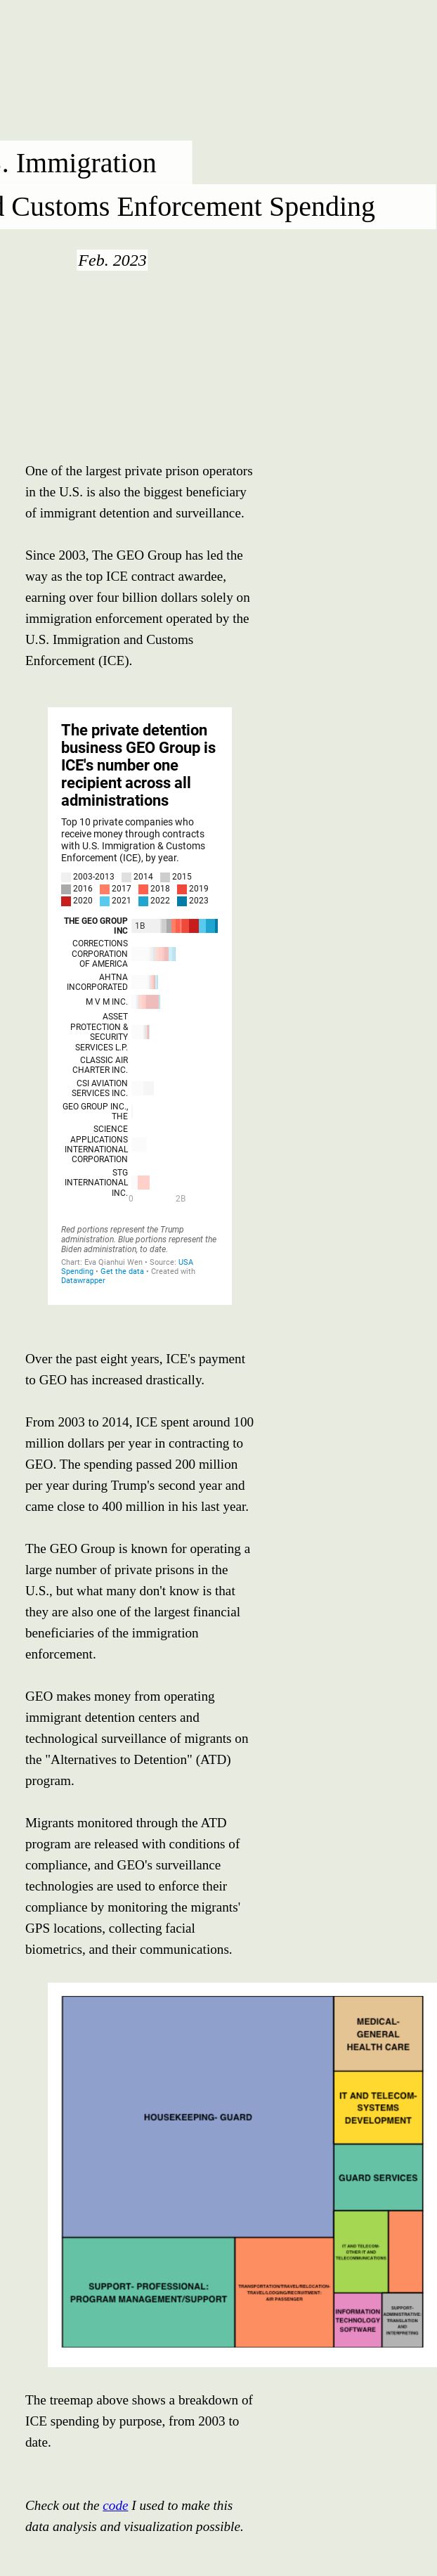 . Immigration
Customs Enforcement Spending
Feb. 2023
One of the largest private prison operators
in the U.S. is also the biggest beneficiary
of immigrant detention and surveillance.
Since 2003, The GEO Group has led the
way as the top ICE contract awardee,
earning over four billion dollars solely on
immigration enforcement operated by the
U.S. Immigration and Customs
Enforcement (ICE).
The private detention
business GEO Group is
ICE's number one
recipient across all
administrations
Top 10 private companies who
receive money through contracts
with U.S. Immigration & Customs
Enforcement (ICE), by year.
2003-2013 2014 2015
2016 2017 2018 2019
2020 2021 2022 2023
THE GEO GROUP
INC
1B
CORRECTIONS
CORPORATION
OF AMERICA
AHTNA
INCORPORATED
M V M INC.
ASSET
PROTECTION &
SECURITY
SERVICES L.P.
CLASSIC AIR
CHARTER INC.
CSI AVIATION
SERVICES INC.
GEO GROUP INC.,
THE
SCIENCE
APPLICATIONS
INTERNATIONAL
CORPORATION
STG
INTERNATIONAL
INC.
0 2B
Red portions represent the Trump
administration. Blue portions represent the
Biden administration, to date.
Chart: Eva Qianhui Wen • Source: USA
Spending • Get the data • Created with
Datawrapper
Over the past eight years, ICE's payment
to GEO has increased drastically.
From 2003 to 2014, ICE spent around 100
million dollars per year in contracting to
GEO. The spending passed 200 million
per year during Trump's second year and
came close to 400 million in his last year.
The GEO Group is known for operating a
large number of private prisons in the
U.S., but what many don't know is that
they are also one of the largest financial
beneficiaries of the immigration
enforcement.
GEO makes money from operating
immigrant detention centers and
technological surveillance of migrants on
the "Alternatives to Detention" (ATD)
program.
Migrants monitored through the ATD
program are released with conditions of
compliance, and GEO's surveillance
technologies are used to enforce their
compliance by monitoring the migrants'
GPS locations, collecting facial
biometrics, and their communications.
HOUSEKEEPING- GUARD
MEDICAL-
GENERAL
HEALTH CARE
IT AND TELECOM-
SYSTEMS
DEVELOPMENT
GUARD SERVICES
IT AND TELECOM-
OTHER IT AND
TELECOMMUNICATIONS
SUPPORT- PROFESSIONAL:
PROGRAM MANAGEMENT/SUPPORT
TRANSPORTATION/TRAVEL/RELOCATION-
TRAVEL/LODGING/RECRUITMENT:
AIR PASSENGER
INFORMATION
TECHNOLOGY
SOFTWARE
SUPPORT-
ADMINISTRATIVE:
TRANSLATION
AND
INTERPRETING
The treemap above shows a breakdown of
ICE spending by purpose, from 2003 to
date.
Check out the code I used to make this
data analysis and visualization possible.